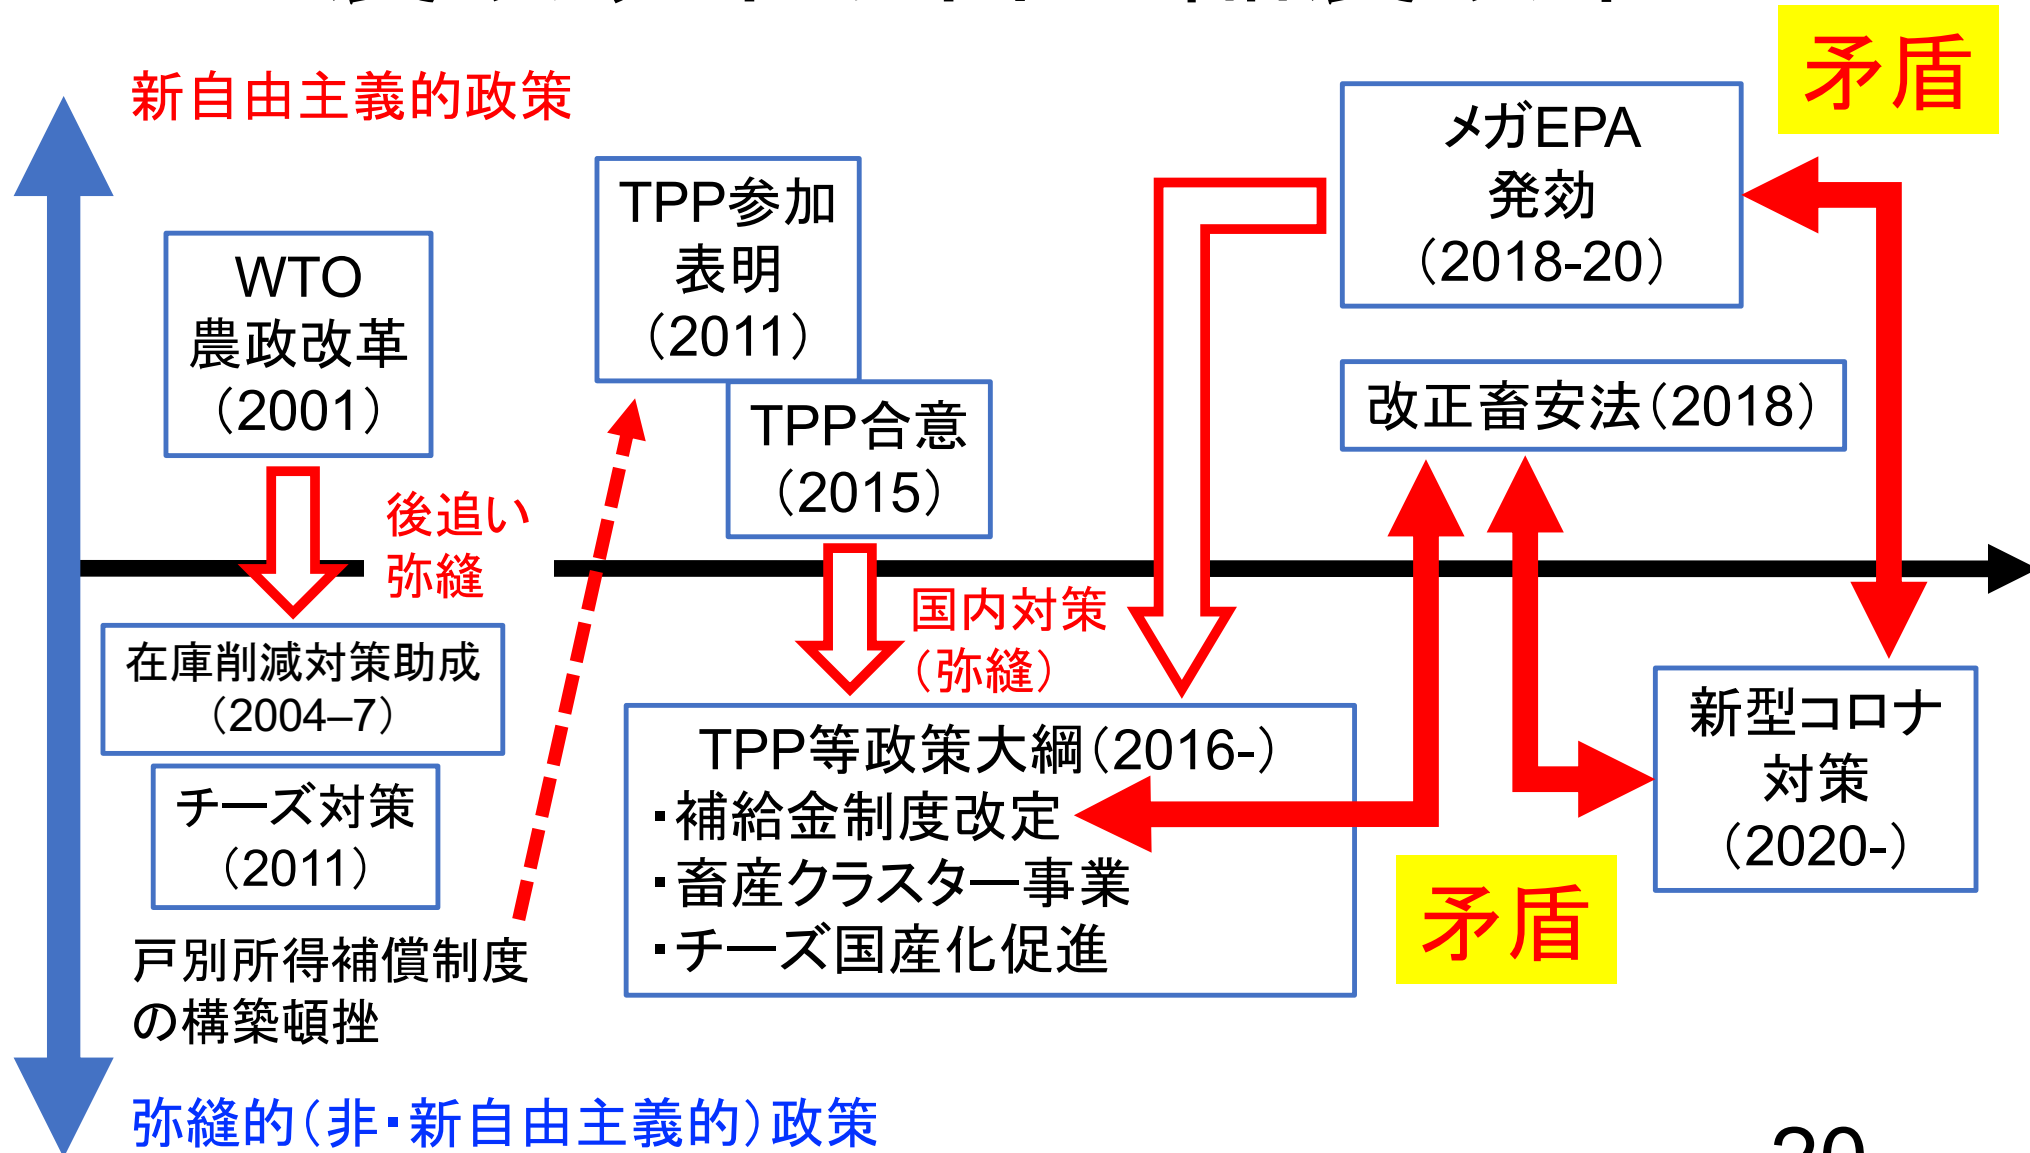 新自由主義的政策
矛盾
メガEPA
発効
（2018-20）
TPP参加
表明
（2011）
WTO
農政改革
（2001）
改正畜安法（2018）
TPP合意
（2015）
後追い
弥縫
国内対策
（弥縫）
在庫削減対策助成
（2004–7）
チーズ対策
（2011）
TPP等政策大綱（2016-）
・補給金制度改定
・畜産クラスター事業
・チーズ国産化促進
新型コロナ
対策
（2020-）
矛盾
戸別所得補償制度
の構築頓挫
弥縫的（非・新自由主義的）政策